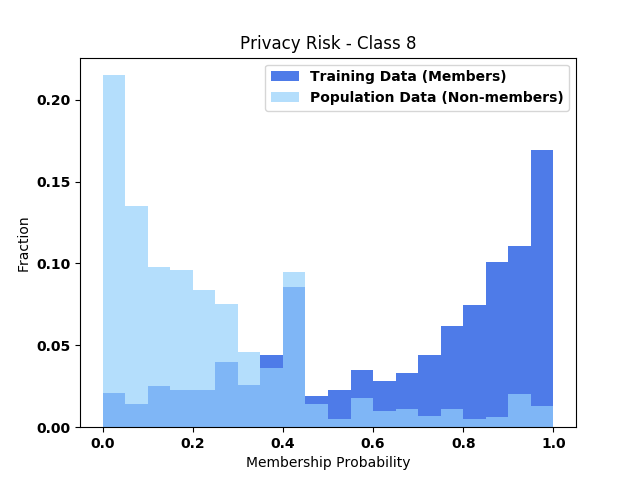 Privacy Risk - Class 8
Training Data (Members)
Population Data (Non-members)
0.20
0.15
0.10
0.05
0.00
Fraction
0.0 0.2 0.4 0.6 0.8 1.0
Membership Probability